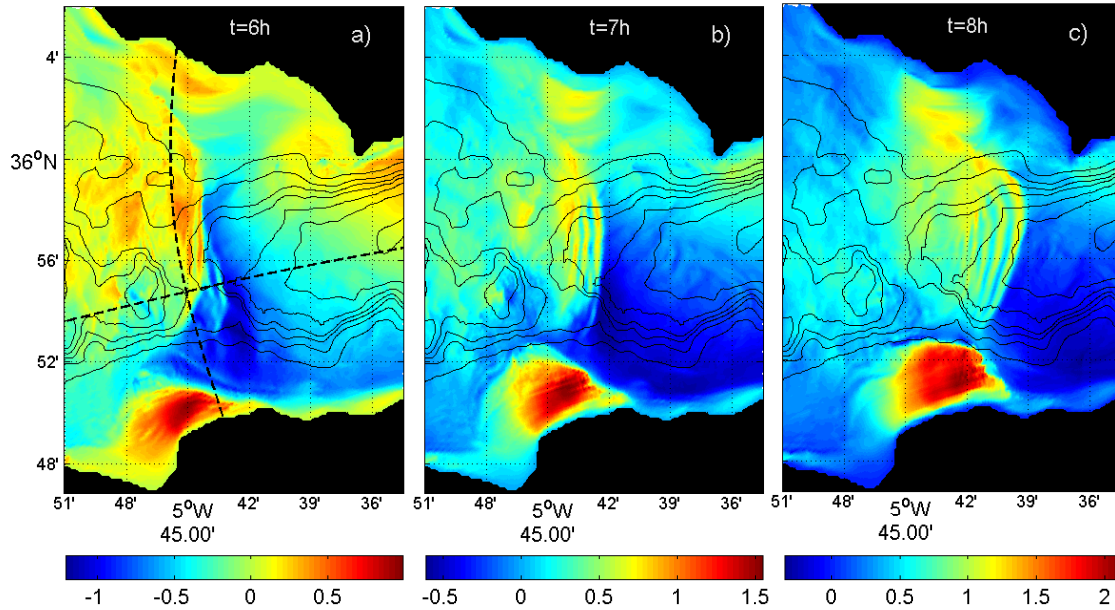 t=6h a) t=7h b) t=8h c)
4'
36°N
56'
52'
48'
51' 48 5°W 42 39 36' 51' 48 5°W 42 39 36' 51' 48 5°W 42 39 36'
45.00' 45.00' 45.00'
-1 -0.5 0 0.5 -0.5 0 0.5 1 1.5 0 0.5 1 1.5 2